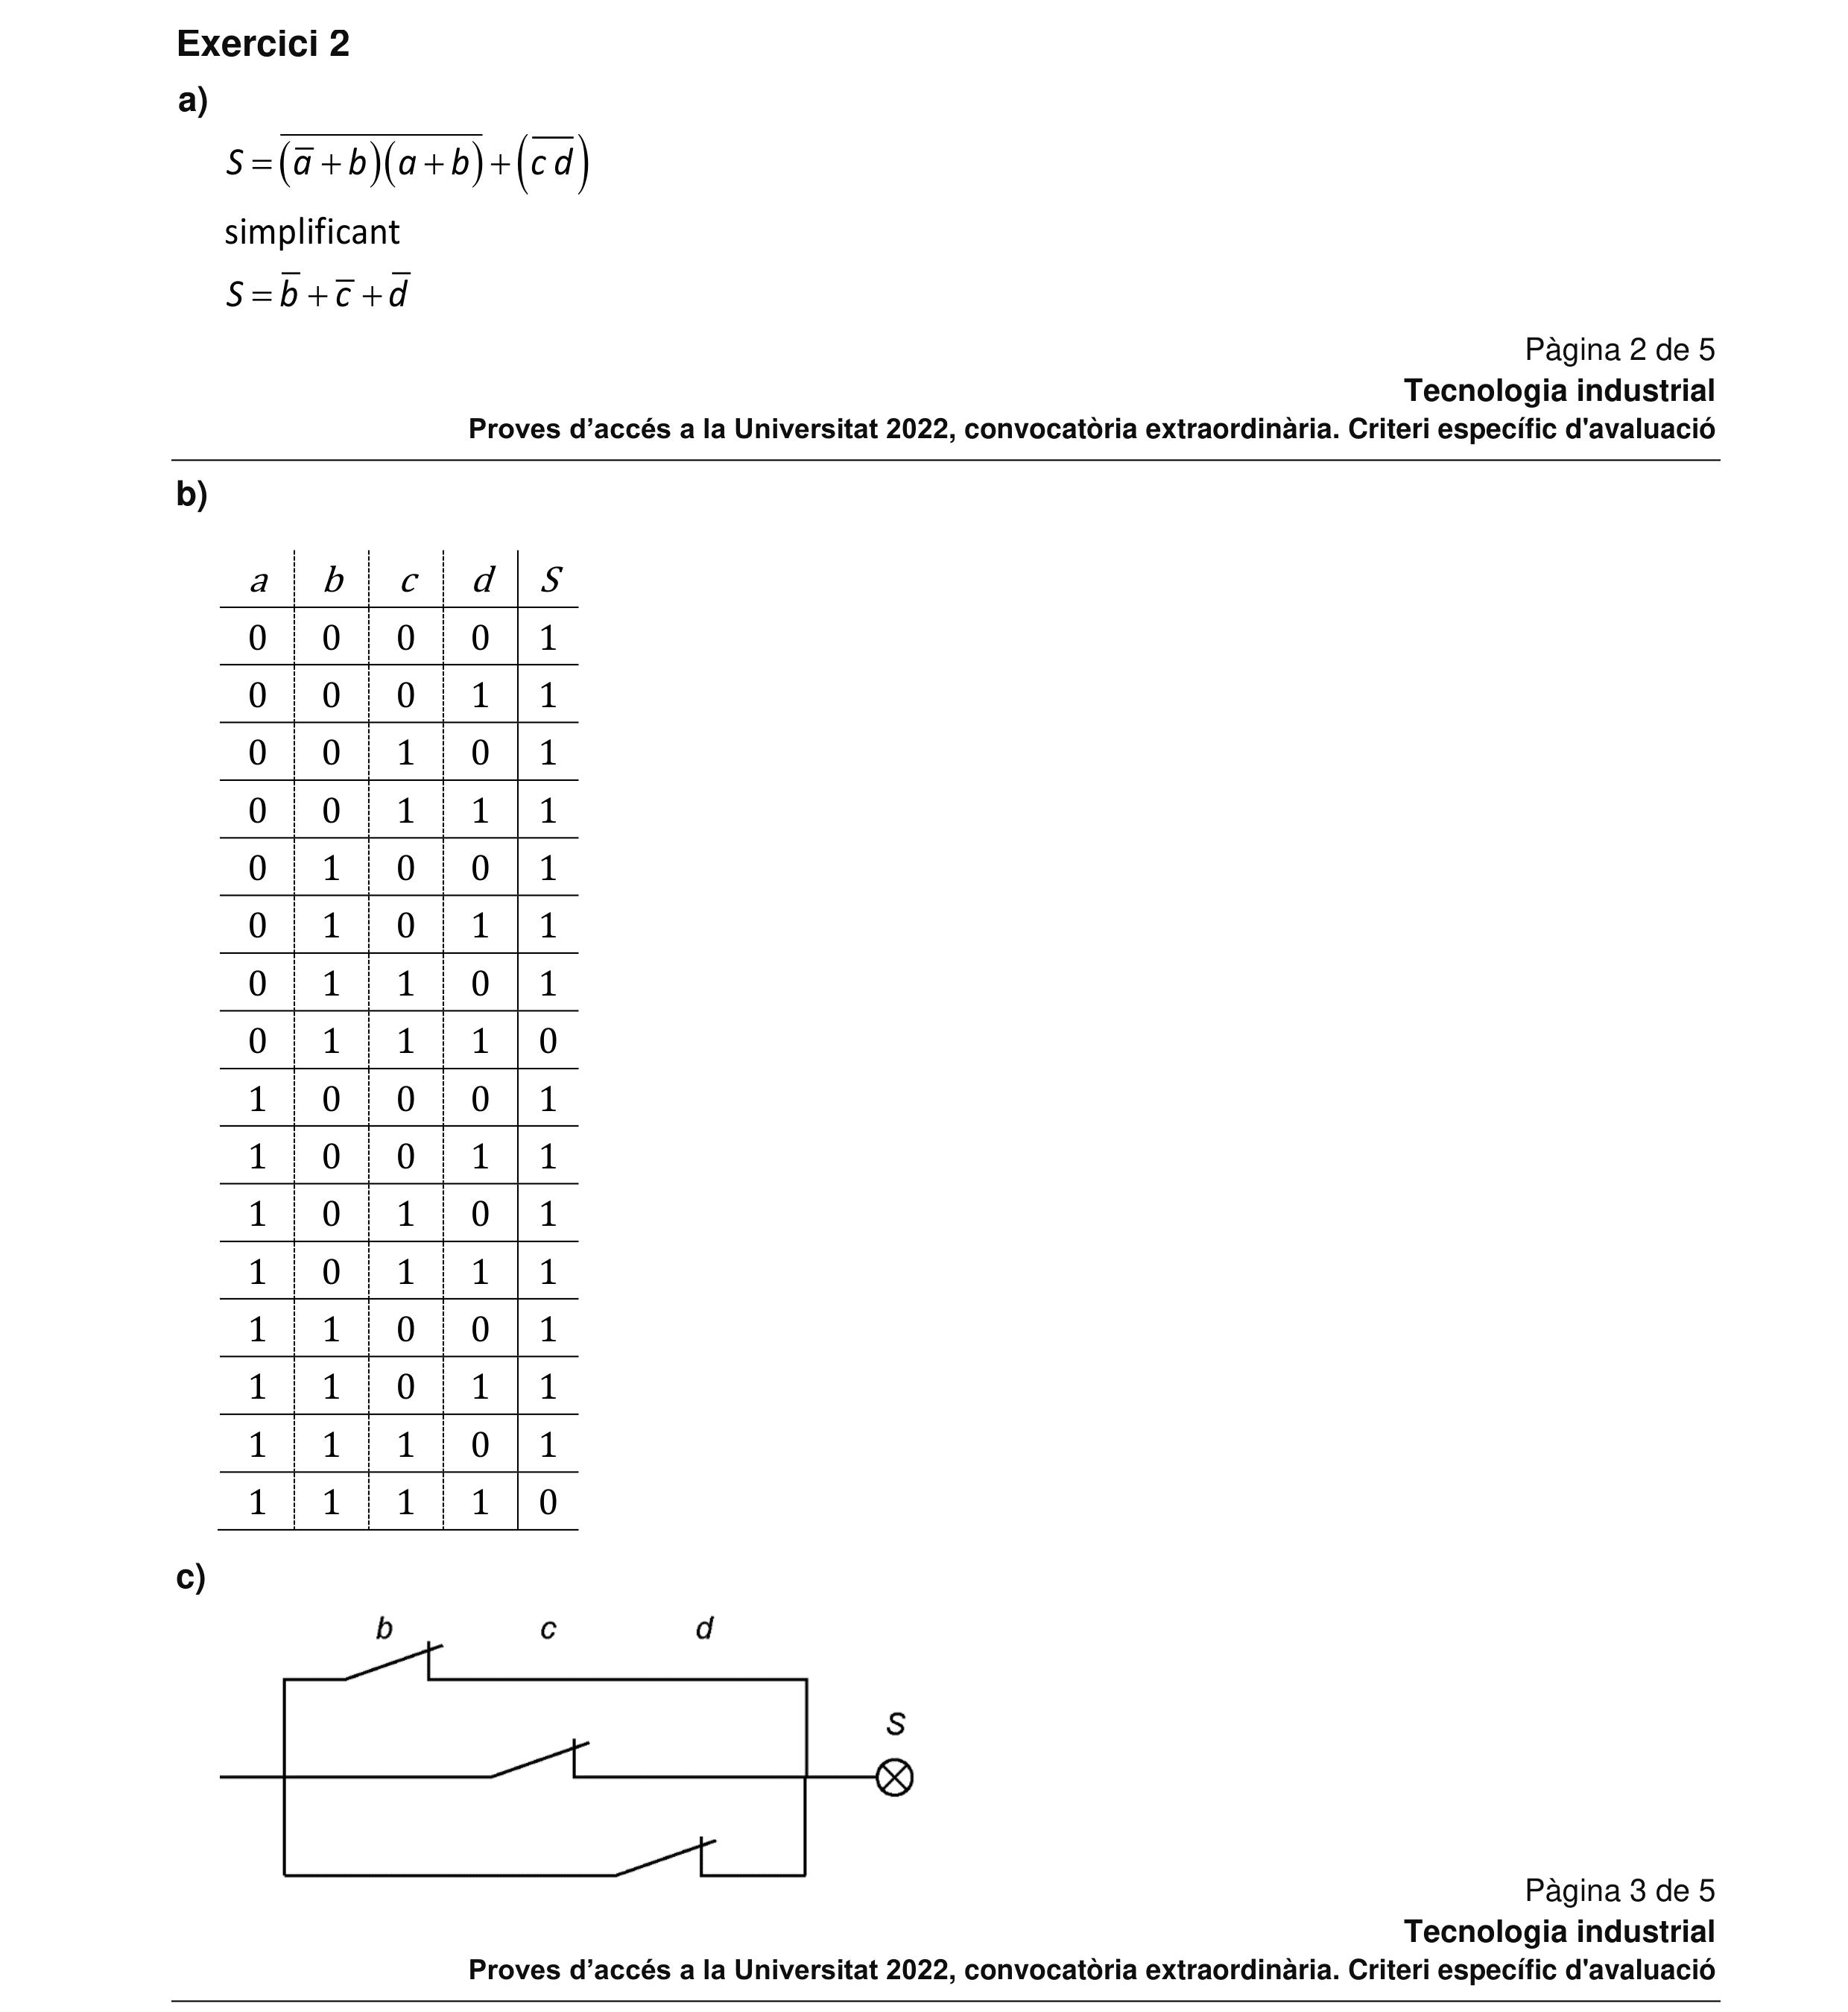 Exercici 2
a)
S = \overline{(\overline{a} + b)(a + b)} + (\overline{c d})
simplificant
S = \overline{b} + \overline{c} + \overline{d}
Pàgina 2 de 5
Tecnologia industrial
Proves d’accés a la Universitat 2022, convocatòria extraordinària. Criteri específic d'avaluació
b)
a b c d S
0 0 0 0 1
0 0 0 1 1
0 0 1 0 1
0 0 1 1 1
0 1 0 0 1
0 1 0 1 1
0 1 1 0 1
0 1 1 1 0
1 0 0 0 1
1 0 0 1 1
1 0 1 0 1
1 0 1 1 1
1 1 0 0 1
1 1 0 1 1
1 1 1 0 1
1 1 1 1 0
c)
b c d
S
Pàgina 3 de 5
Tecnologia industrial
Proves d’accés a la Universitat 2022, convocatòria extraordinària. Criteri específic d'avaluació